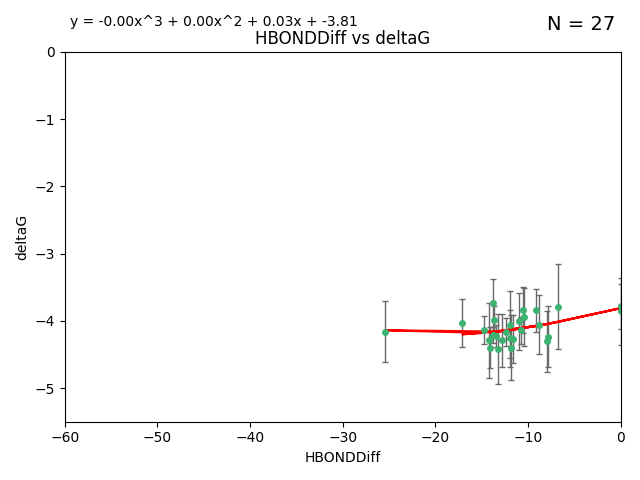 y = -0.00x^3 + 0.00x^2 + 0.03x + -3.81
N = 27
HBONDDiff vs deltaG
0
−1
−2
−3
−4
−5
deltaG
−60 −50 −40 −30 −20 −10 0
HBONDDiff